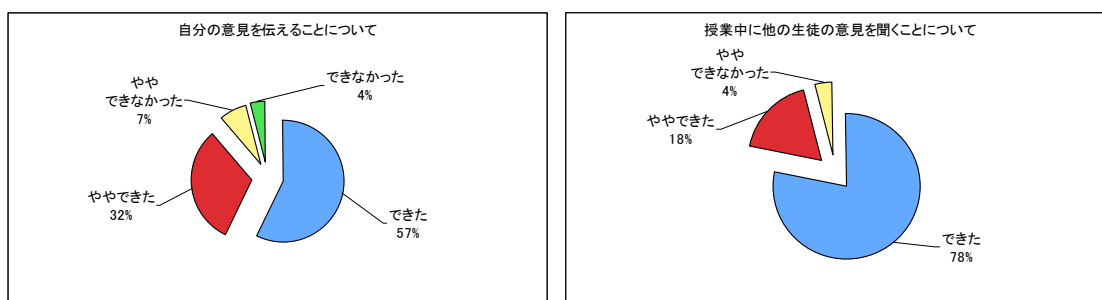 自分の意見を伝えることについて
やや
できなかった
7%
できなかった
4%
ややできた
32%
できた
57%
授業中に他の生徒の意見を聞くことについて
やや
できなかった
4%
ややできた
18%
できた
78%